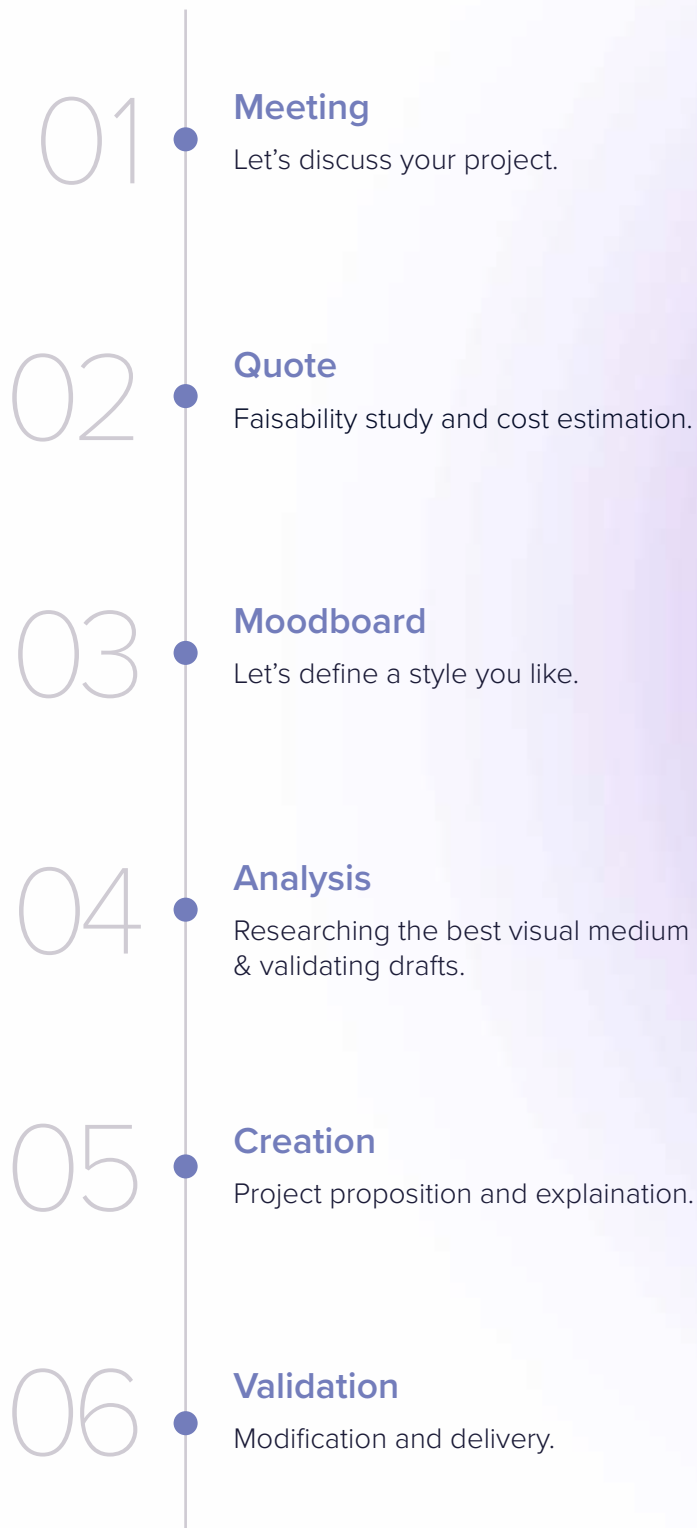 01
Meeting
Let’s discuss your project.
02
Quote
Faisability study and cost estimation.
03
Moodboard
Let’s define a style you like.
04
Analysis
Researching the best visual medium
& validating drafts.
05
Creation
Project proposition and explaination.
06
Validation
Modification and delivery.